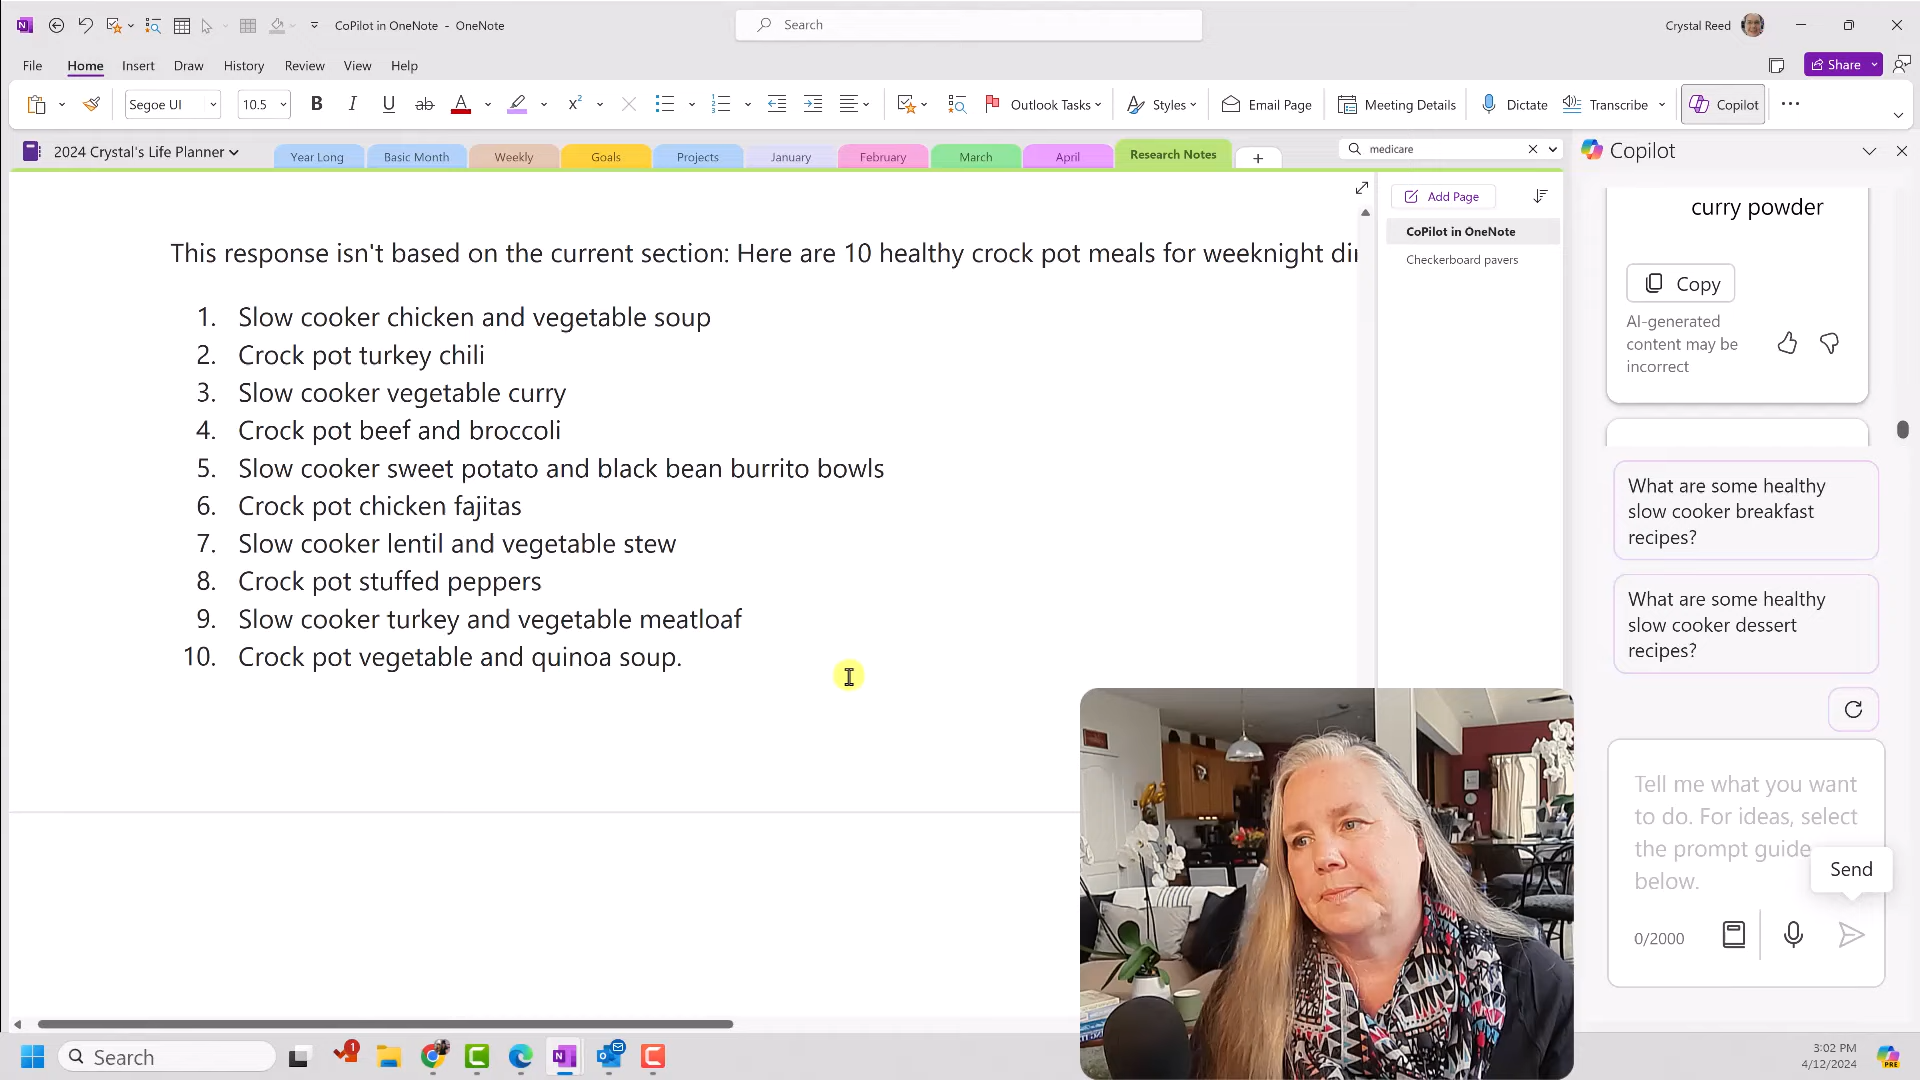 CoPilot in OneNote - OneNote
Search
Crystal Reed
File Home Insert Draw History Review View Help
Share
Segoe UI 10.5 B I U ab A x² Outlook Tasks Styles Email Page Meeting Details Dictate Transcribe Copilot
2024 Crystal's Life Planner
Year Long Basic Month Weekly Goals Projects January February March April Research Notes +
medicare
Copilot
Add Page
CoPilot in OneNote
Checkerboard pavers
This response isn't based on the current section: Here are 10 healthy crock pot meals for weeknight
1. Slow cooker chicken and vegetable soup
2. Crock pot turkey chili
3. Slow cooker vegetable curry
4. Crock pot beef and broccoli
5. Slow cooker sweet potato and black bean burrito bowls
6. Crock pot chicken fajitas
7. Slow cooker lentil and vegetable stew
8. Crock pot stuffed peppers
9. Slow cooker turkey and vegetable meatloaf
10. Crock pot vegetable and quinoa soup.
curry powder
Copy
AI-generated
content may be
incorrect
What are some healthy
slow cooker breakfast
recipes?
What are some healthy
slow cooker dessert
recipes?
Tell me what you want
to do. For ideas, select
the prompt guide
below.
Send
0/2000
Search
1
3:02 PM
4/12/2024
PRE